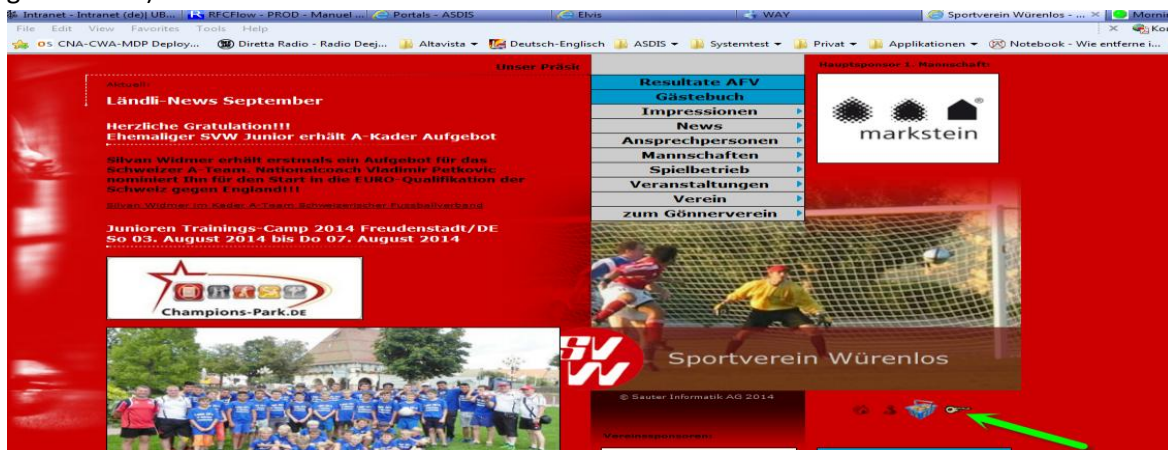 Intranet - Intranet (de)| UB...
RFCFlow - PROD - Manuel ...
Portals - ASDIS
Elvis
WAY
Sportverein Würenlos - ...
File Edit View Favorites Tools Help
CNA-CWA-MDP Deploy...
Diretta Radio - Radio Deej...
Altavista
Deutsch-Englisch
ASDIS
Systemtest
Privat
Applikationen
Notebook - Wie entferne i...
Unser Präsi
Aktuell:
Ländli-News September
Herzliche Gratulation!!!
Ehemaliger SVW Junior erhält A-Kader Aufgebot
Silvan Widmer erhält erstmals ein Aufgebot für das
Schweizer A-Team. Nationalcoach Vladimir Petkovic
nominiert Ihn für den Start in die EURO-Qualifikation der
Schweiz gegen England!!!
Silvan Widmer im Kader A-Team Schweizerischer Fussballverband
Junioren Trainings-Camp 2014 Freudenstadt/DE
So 03. August 2014 bis Do 07. August 2014
Champions-Park.DE
Resultate AFV
Gästebuch
Impressionen
News
Ansprechpersonen
Mannschaften
Spielbetrieb
Veranstaltungen
Verein
zum Gönnerverein
Hauptsponsor 1. Mannschaft:
markstein
SVW
Sportverein Würenlos
© Sauter Informatik AG 2014
Vereinssponsoren: